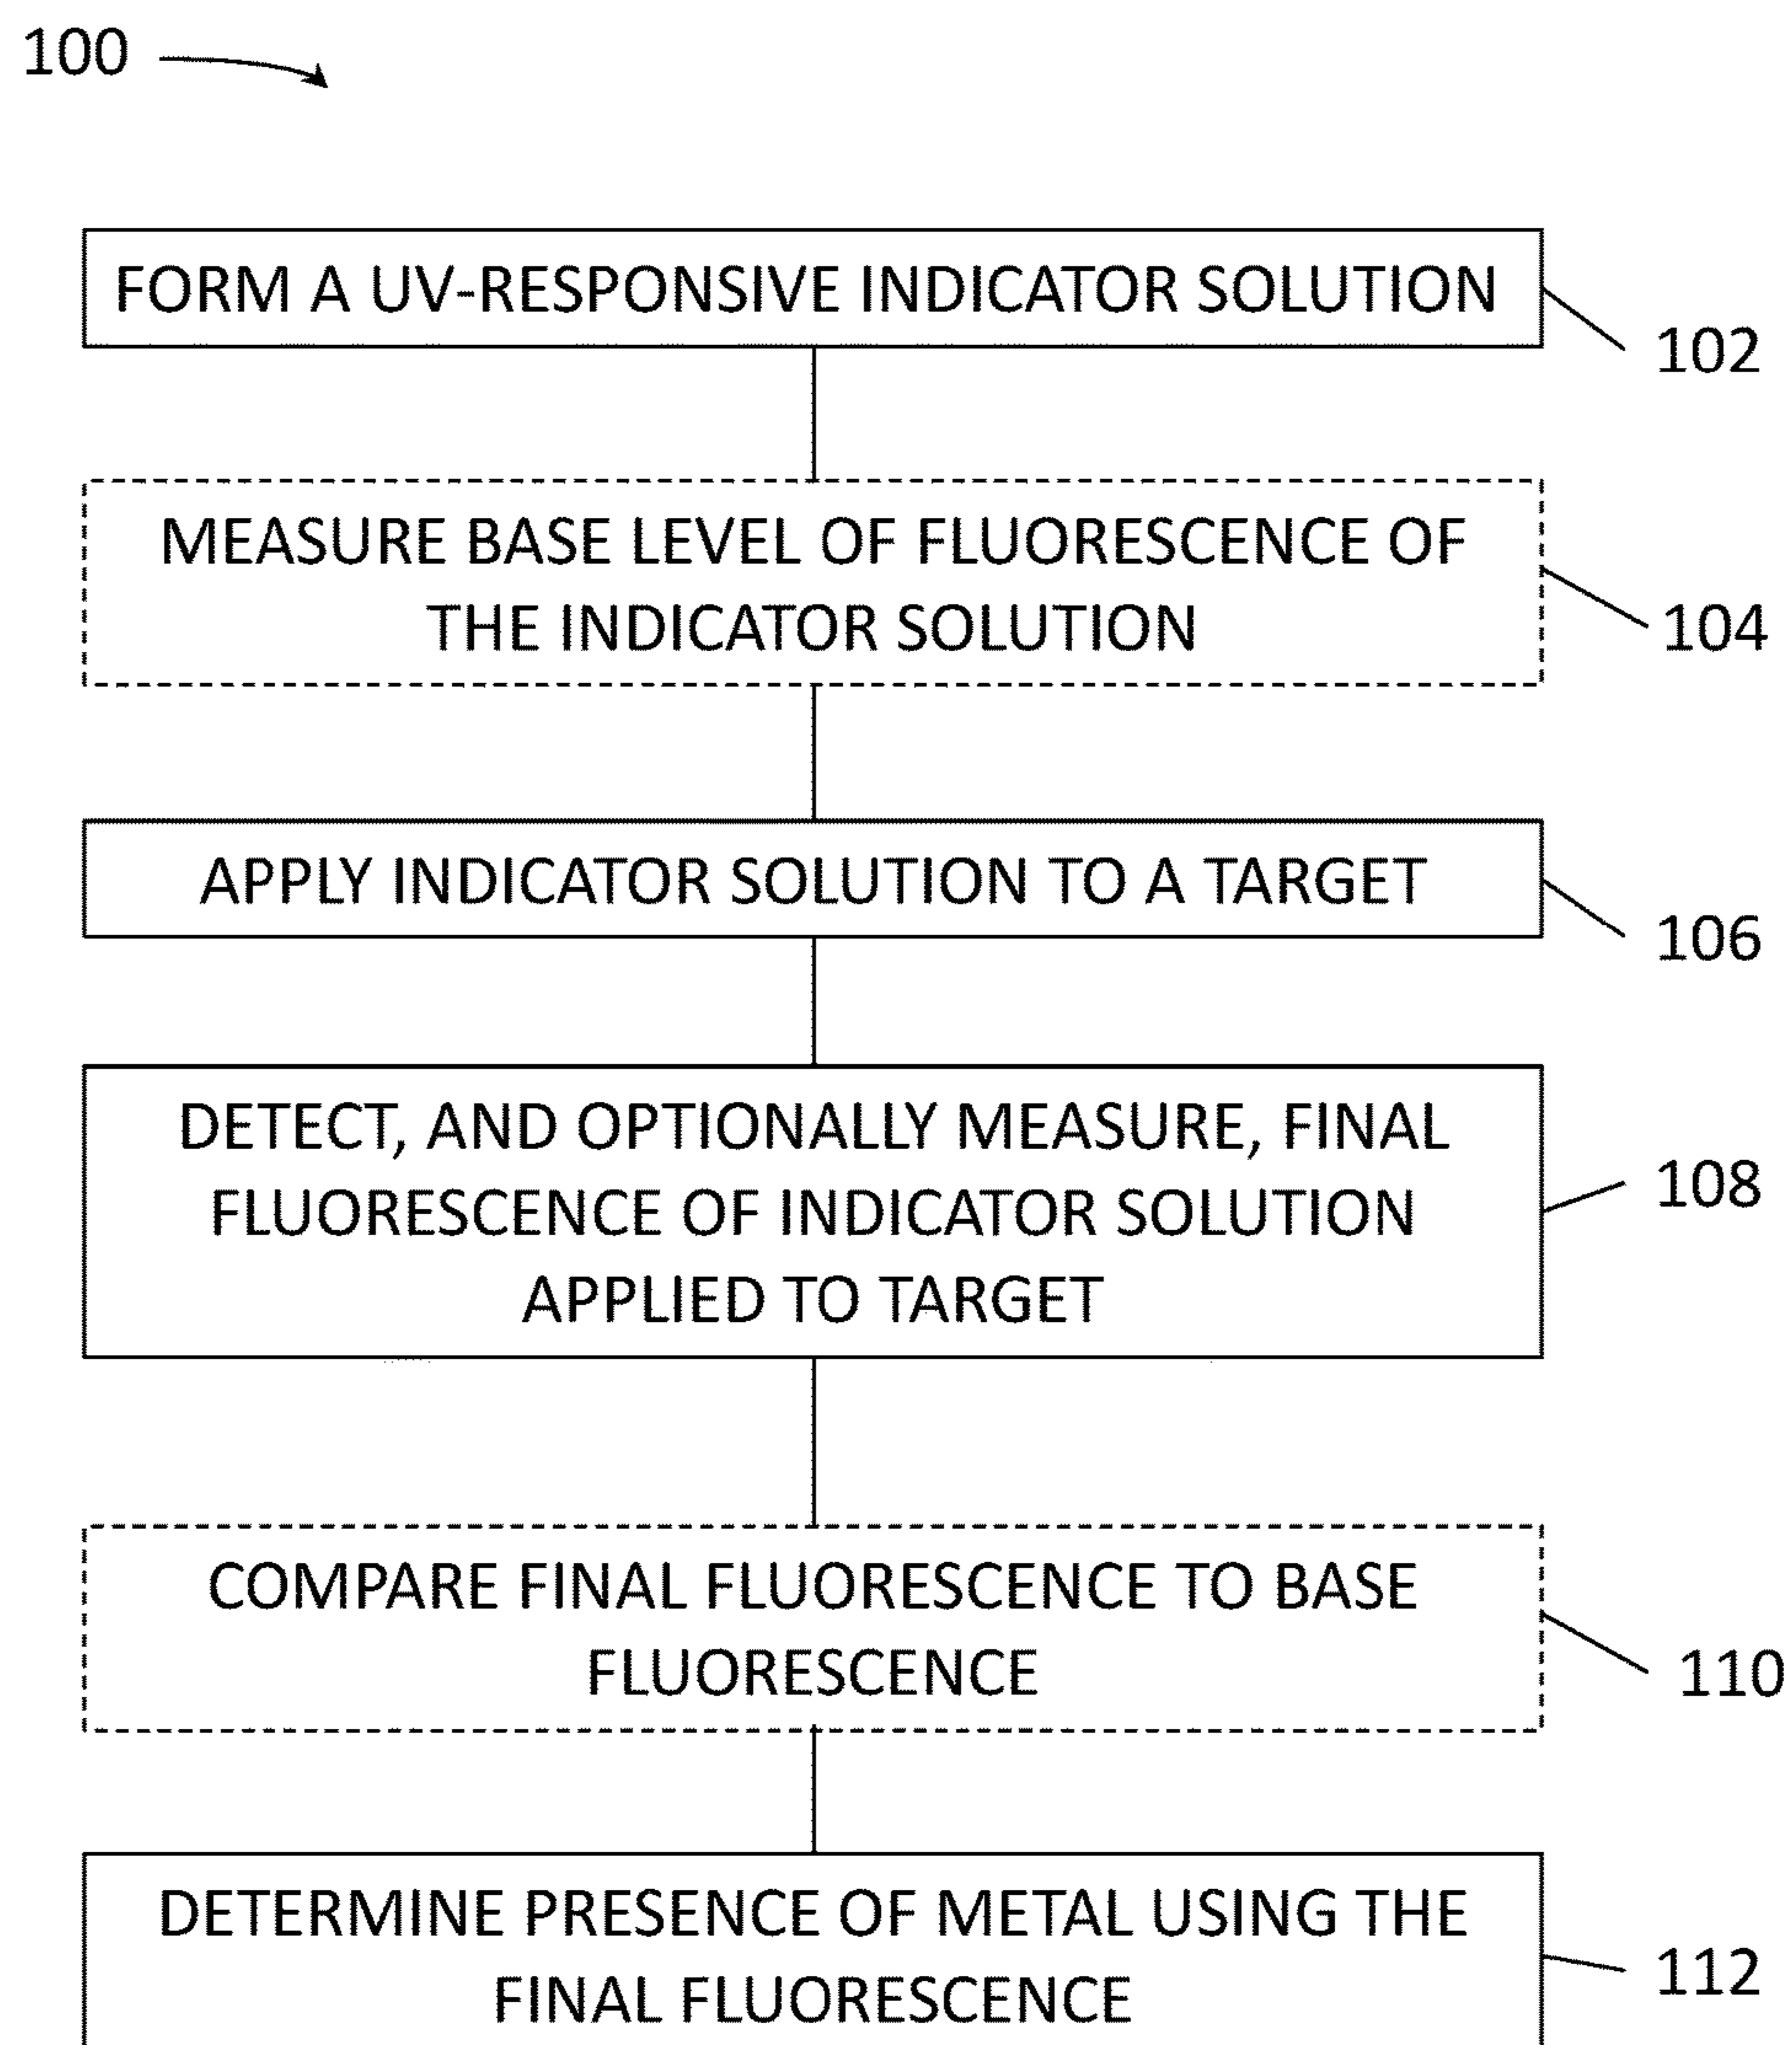 100
FORM A UV-RESPONSIVE INDICATOR SOLUTION
102
MEASURE BASE LEVEL OF FLUORESCENCE OF
THE INDICATOR SOLUTION
104
APPLY INDICATOR SOLUTION TO A TARGET
106
DETECT, AND OPTIONALLY MEASURE, FINAL
FLUORESCENCE OF INDICATOR SOLUTION
APPLIED TO TARGET
108
COMPARE FINAL FLUORESCENCE TO BASE
FLUORESCENCE
110
DETERMINE PRESENCE OF METAL USING THE
FINAL FLUORESCENCE
112